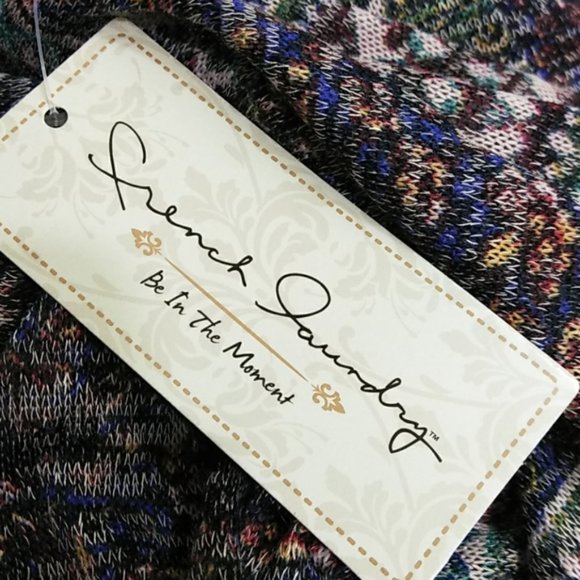 French Laundry™
Be In The Moment